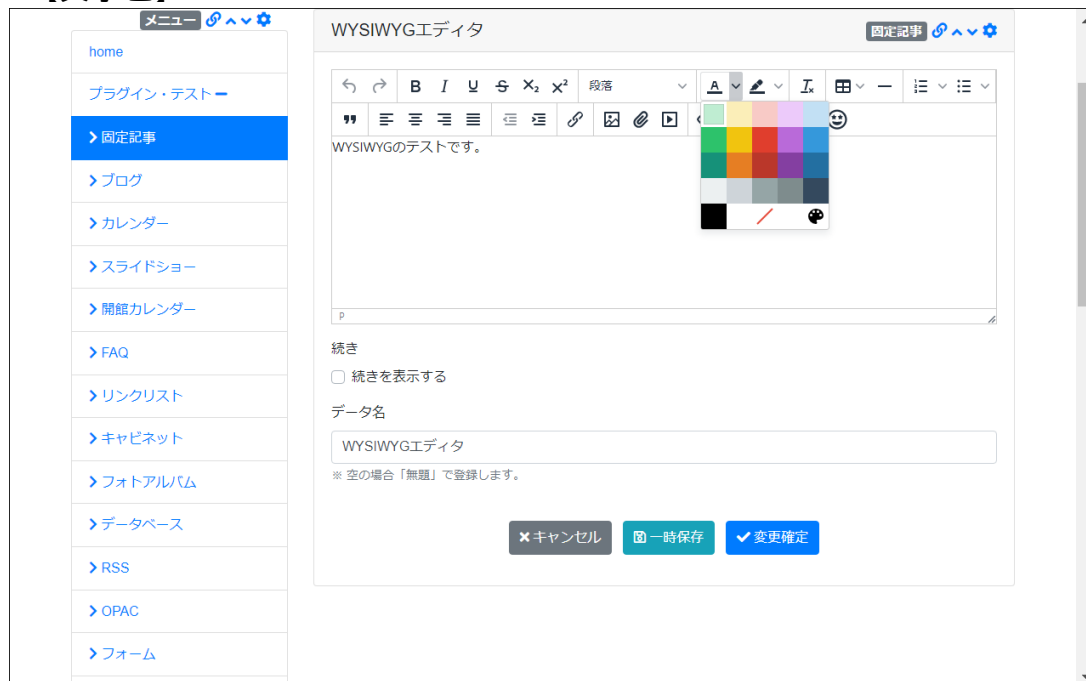 メニュー
home
プラグイン・テスト
固定記事
ブログ
カレンダー
スライドショー
開館カレンダー
FAQ
リンクリスト
キャビネット
フォトアルバム
データベース
RSS
OPAC
フォーム
WYSIWYGエディタ
固定記事
B I U S X₂ X² 段落 A
WYSIWYGのテストです。
P
続き
続きを表示する
データ名
WYSIWYGエディタ
※ 空の場合「無題」で登録します。
キャンセル 一時保存 変更確定